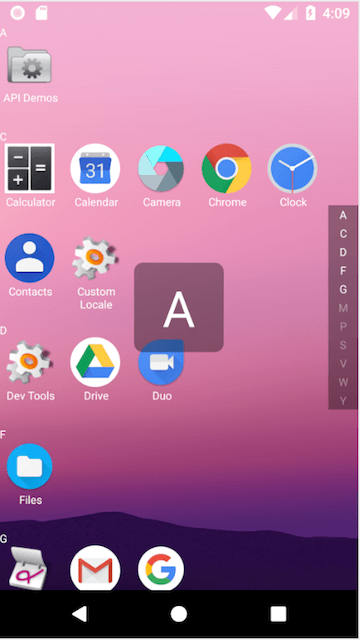 4:09
A
API Demos
C
31
Calculator
Calendar
Camera
Chrome
Clock
A
C
D
F
G
M
P
S
V
W
Y
Contacts
Custom
Locale
A
D
Dev Tools
Drive
Duo
F
Files
G